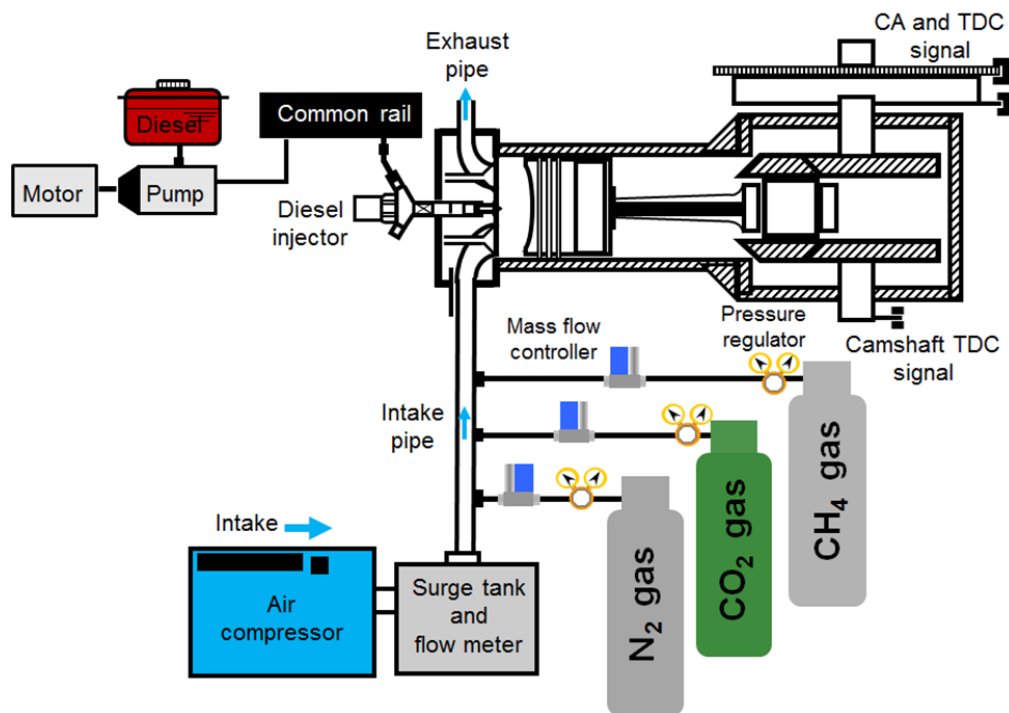 Exhaust
pipe
CA and TDC
signal
Common rail
Diesel
Motor
Pump
Diesel
injector
Mass flow
controller
Pressure
regulator
Camshaft TDC
signal
Intake
pipe
Intake
Air
compressor
Surge tank
and
flow meter
N₂ gas
CO₂ gas
CH₄ gas